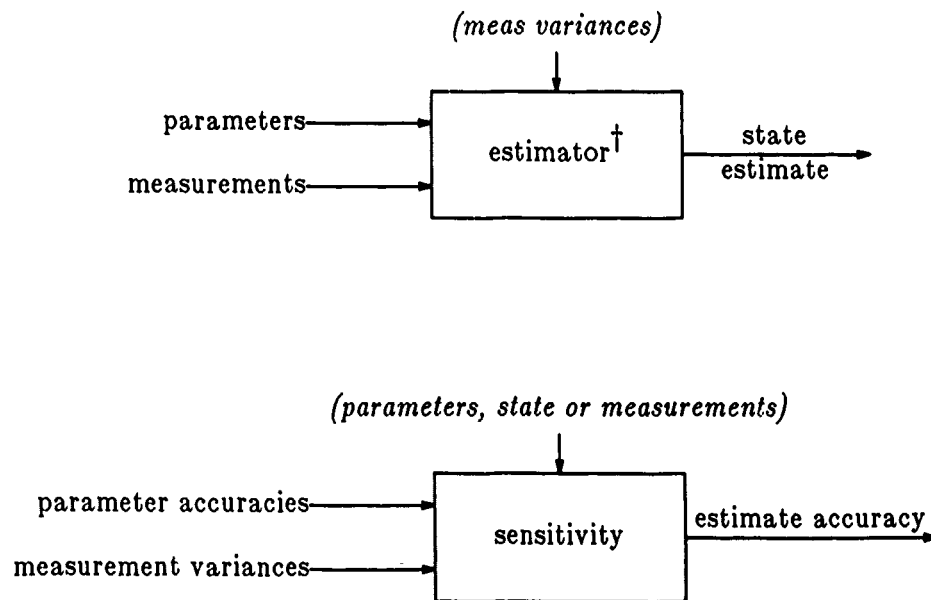 (meas variances)
parameters
measurements
estimator†
state
estimate
(parameters, state or measurements)
parameter accuracies
measurement variances
sensitivity
estimate accuracy